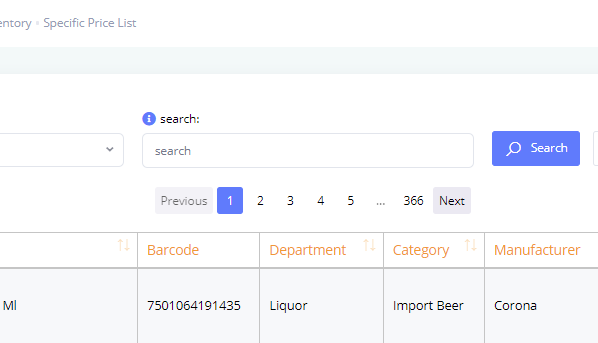 Specific Price List
search:
search
Search
Previous 1 2 3 4 5 ... 366 Next
Barcode Department Category Manufacturer
Ml 7501064191435 Liquor Import Beer Corona